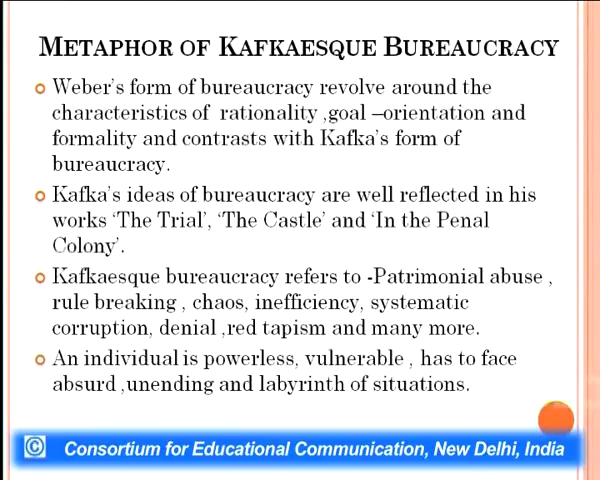 METAPHOR OF KAFKAESQUE BUREAUCRACY
Weber's form of bureaucracy revolve around the
characteristics of rationality ,goal –orientation and
formality and contrasts with Kafka's form of
bureaucracy.
Kafka's ideas of bureaucracy are well reflected in his
works 'The Trial', 'The Castle' and 'In the Penal
Colony'.
Kafkaesque bureaucracy refers to -Patrimonial abuse ,
rule breaking , chaos, inefficiency, systematic
corruption, denial ,red tapism and many more.
An individual is powerless, vulnerable , has to face
absurd ,unending and labyrinth of situations.
© Consortium for Educational Communication, New Delhi, India